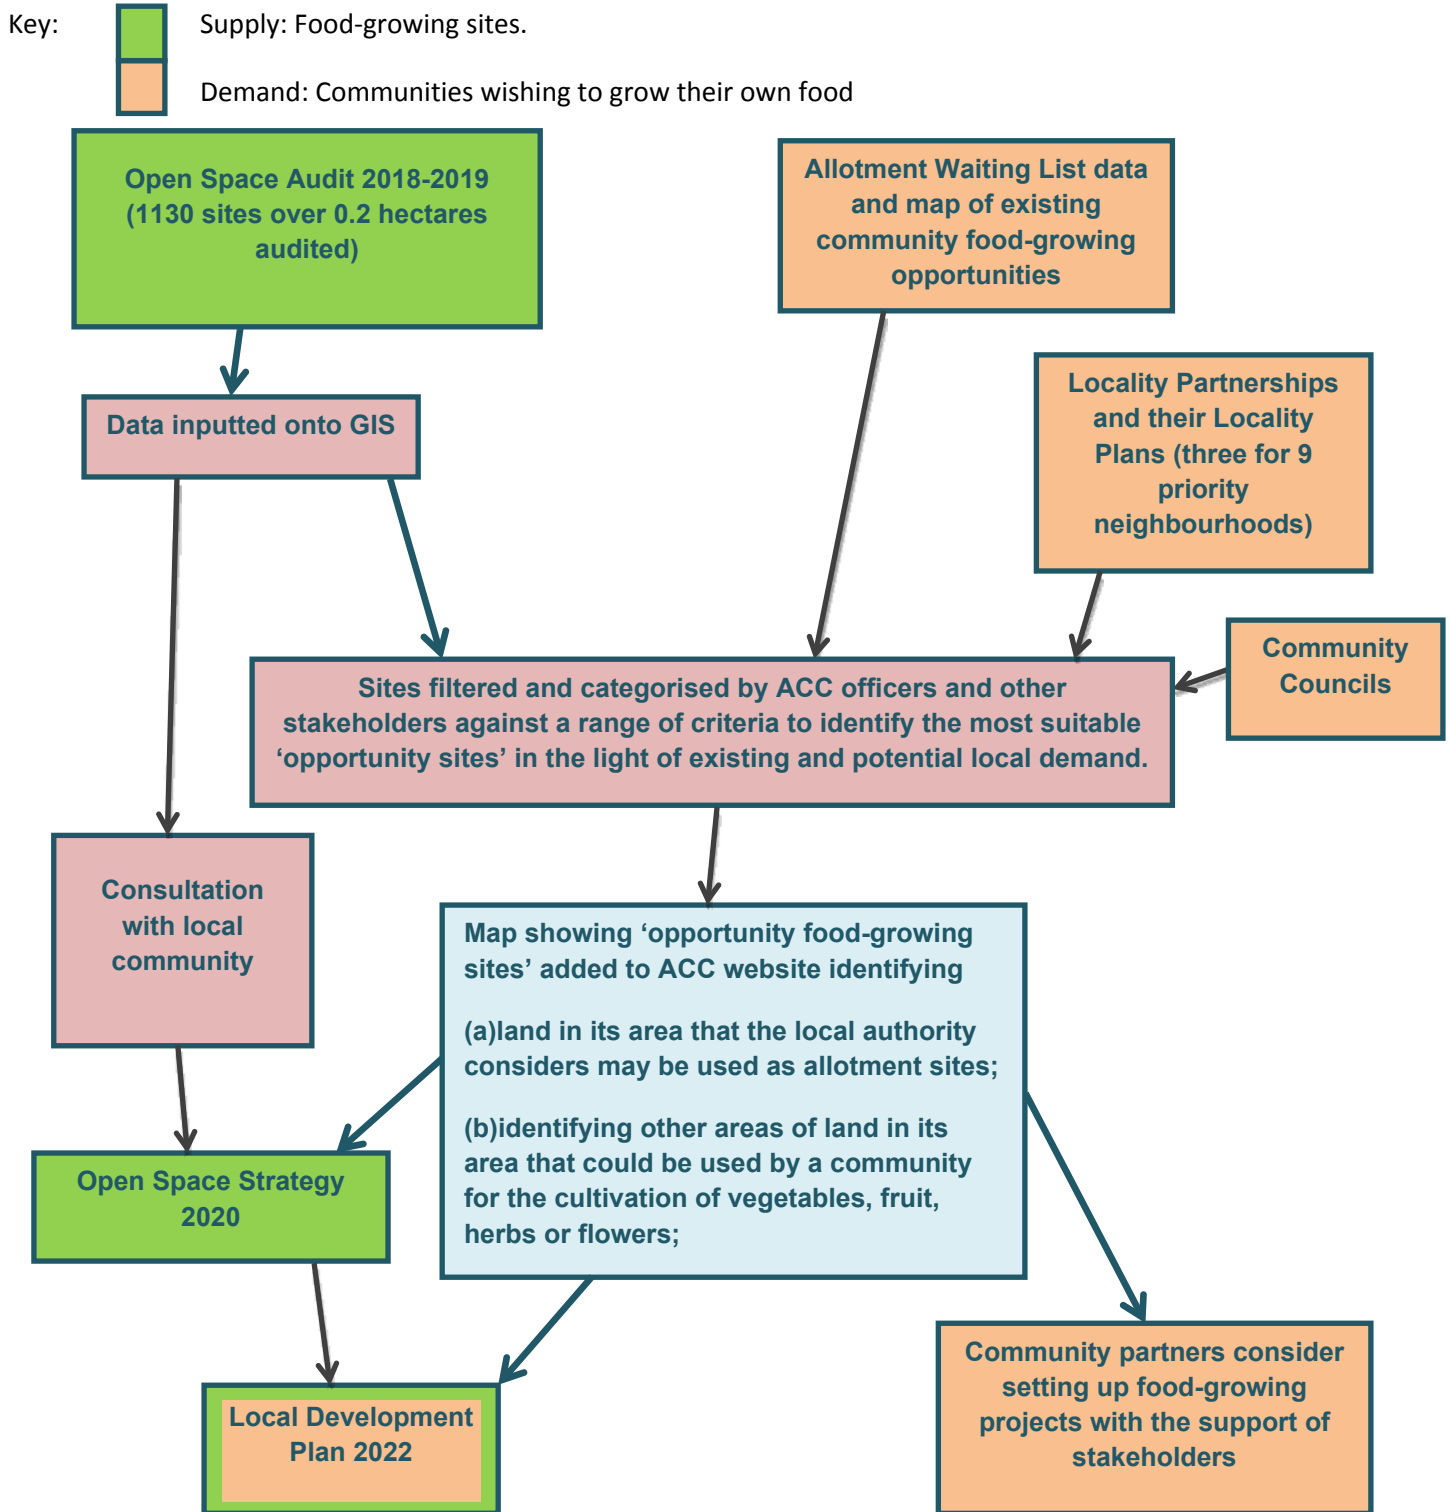 Key:
Supply: Food-growing sites.
Demand: Communities wishing to grow their own food
Open Space Audit 2018-2019
(1130 sites over 0.2 hectares
audited)
Allotment Waiting List data
and map of existing
community food-growing
opportunities
Locality Partnerships
and their Locality
Plans (three for 9
priority
neighbourhoods)
Data inputted onto GIS
Community
Councils
Sites filtered and categorised by ACC officers and other
stakeholders against a range of criteria to identify the most suitable
‘opportunity sites’ in the light of existing and potential local demand.
Consultation
with local
community
Map showing ‘opportunity food-growing
sites’ added to ACC website identifying
(a)land in its area that the local authority
considers may be used as allotment sites;
(b)identifying other areas of land in its
area that could be used by a community
for the cultivation of vegetables, fruit,
herbs or flowers;
Open Space Strategy
2020
Local Development
Plan 2022
Community partners consider
setting up food-growing
projects with the support of
stakeholders